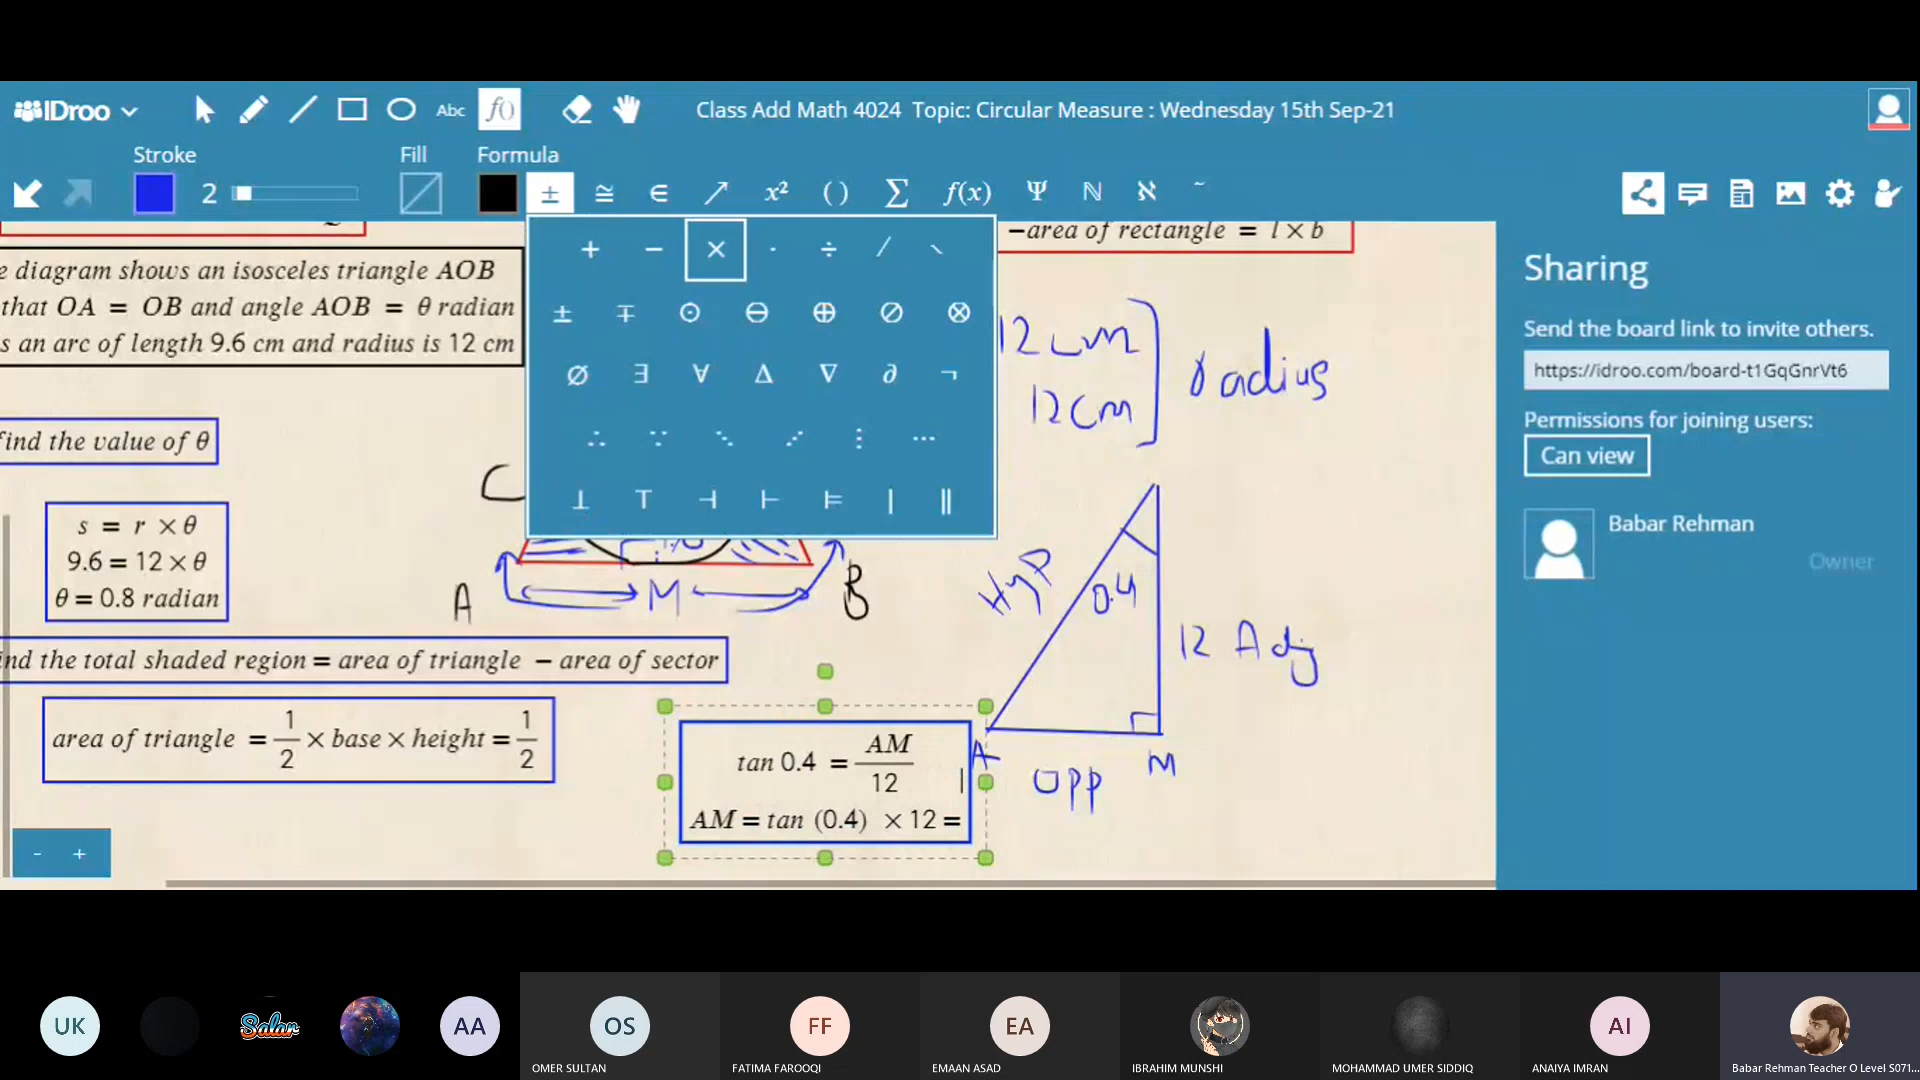 IDroo
Abc
f()
Class Add Math 4024 Topic: Circular Measure : Wednesday 15th Sep-21
Stroke
Fill
Formula
2
± ≅ ∈ ↗ x² ( ) ∑ f(x) Ψ ℕ ℵ ~
+ − × · ÷ ∕ ∖
± ∓ ⊙ ⊖ ⊕ ⊘ ⊗
∅ ∃ ∀ Δ ∇ ∂ ¬
∴ ∵ ⋱ ⋰ ⋮ ⋯
⊥ ⊤ ⊣ ⊢ ⊨ | ∥
−area of rectangle = l × b
e diagram shows an isosceles triangle AOB
that OA = OB and angle AOB = θ radian
s an arc of length 9.6 cm and radius is 12 cm
12cm
12cm
radius
find the value of θ
C
s = r × θ
9.6 = 12 × θ
θ = 0.8 radian
A
M
B
Hyp
0.4
12 Adj
A
M
opp
ind the total shaded region = area of triangle − area of sector
area of triangle = 1/2 × base × height = 1/2
tan 0.4 = AM/12
AM = tan (0.4) × 12 =
- +
Sharing
Send the board link to invite others.
https://idroo.com/board-t1GqGnrVt6
Permissions for joining users:
Can view
Babar Rehman
Owner
UK
Salar
AA
OS
OMER SULTAN
FF
FATIMA FAROOQI
EA
EMAAN ASAD
IBRAHIM MUNSHI
MOHAMMAD UMER SIDDIQ
AI
ANAIYA IMRAN
Babar Rehman Teacher O Level S071...